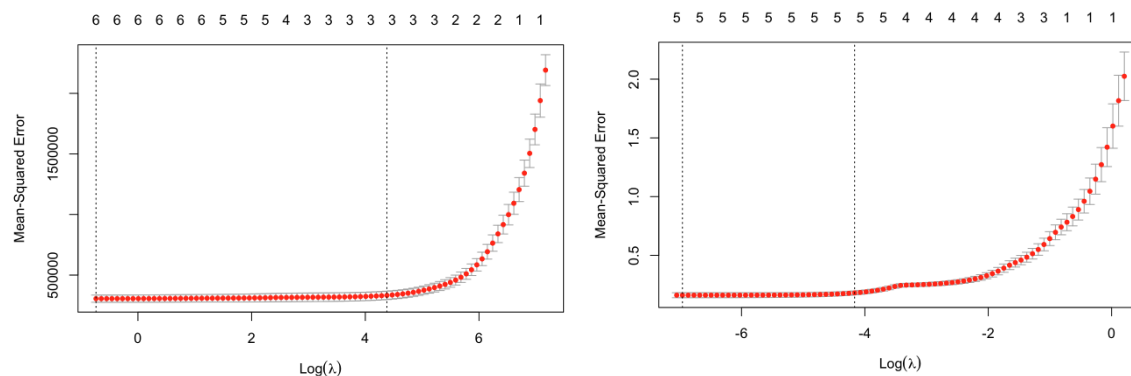 6 6 6 6 6 6 5 5 5 4 3 3 3 3 3 2 2 2 1 1
Mean-Squared Error
1500000
500000
0 2 4 6
Log(λ)
5 5 5 5 5 5 5 5 5 4 4 4 4 4 3 3 1 1 1
Mean-Squared Error
2.0
1.5
1.0
0.5
-6 -4 -2 0
Log(λ)